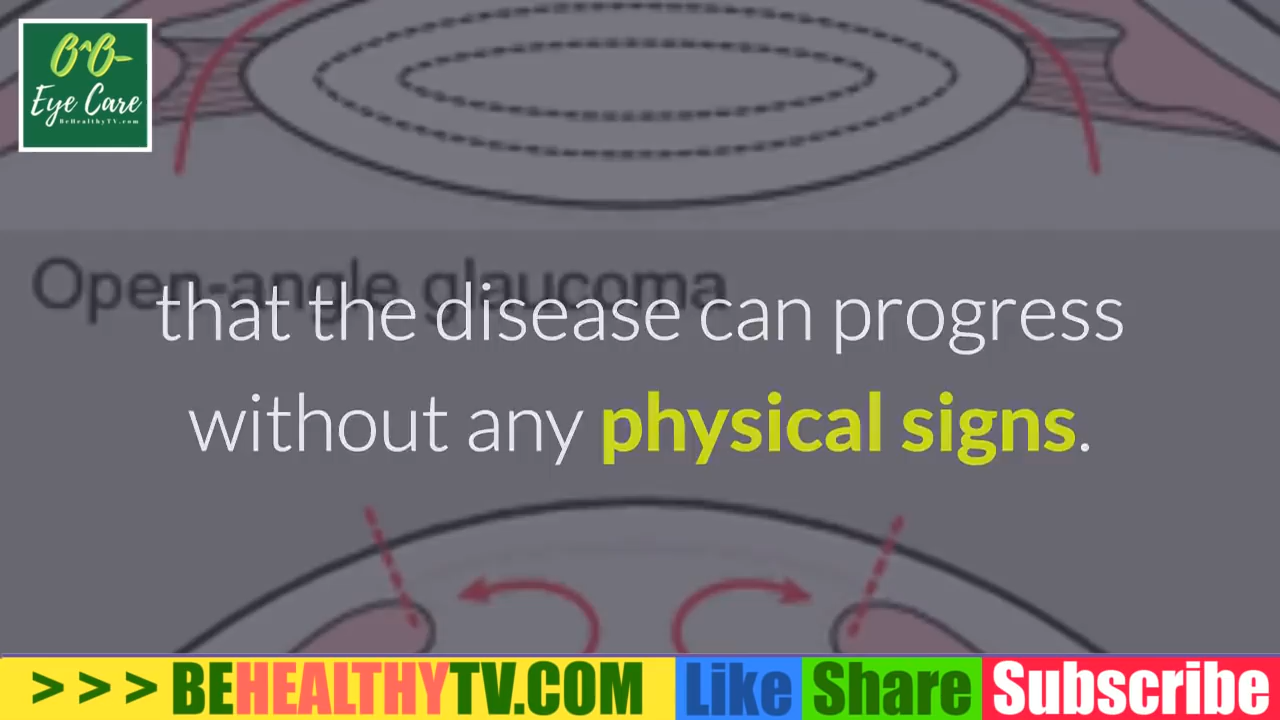 Eye Care
BeHealthyTV.com
Open-angle glaucoma
that the disease can progress
without any physical signs.
> > > BEHEALTHYTV.COM Like Share Subscribe